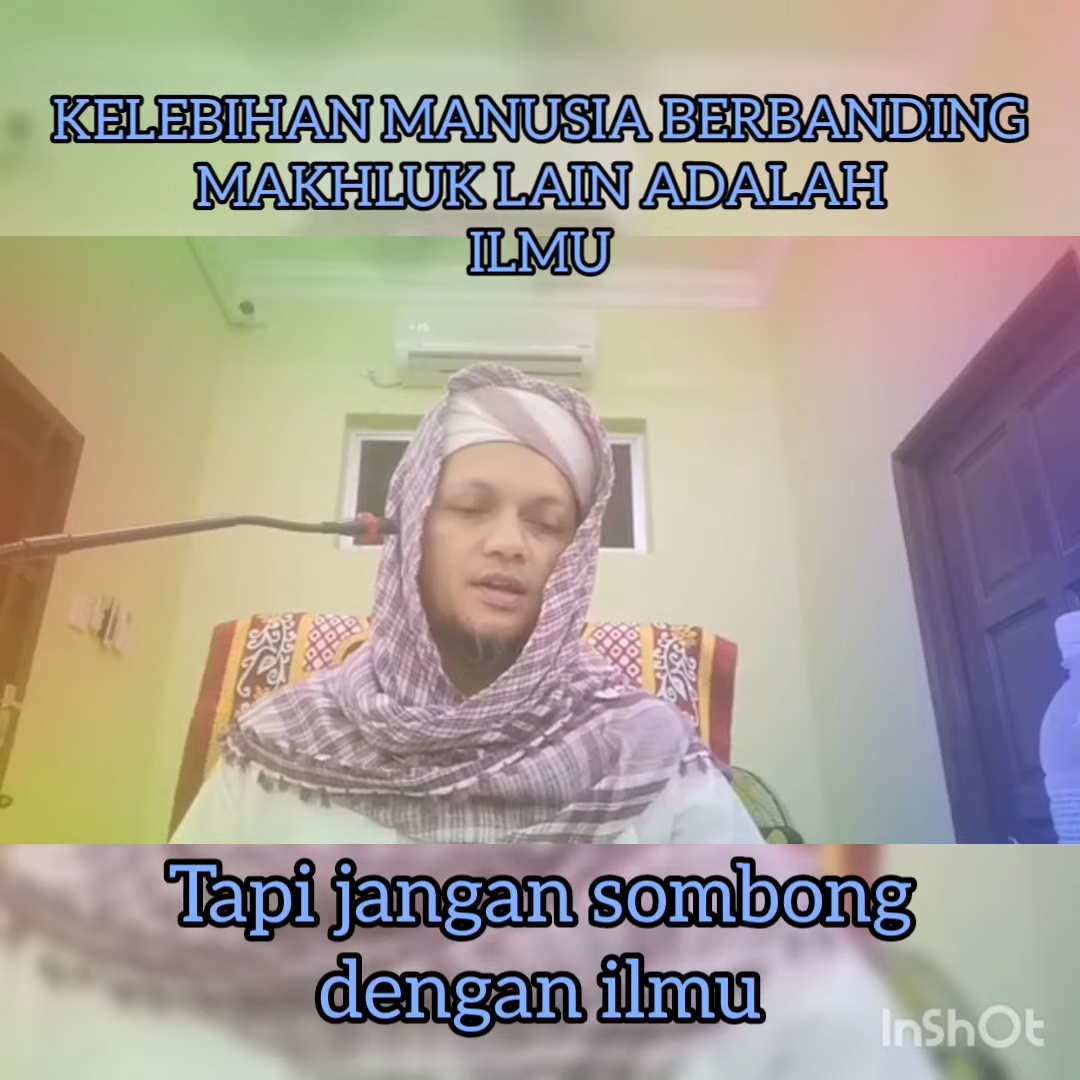 KELEBIHAN MANUSIA BERBANDING
MAKHLUK LAIN ADALAH
ILMU
Tapi jangan sombong
dengan ilmu
InShOt